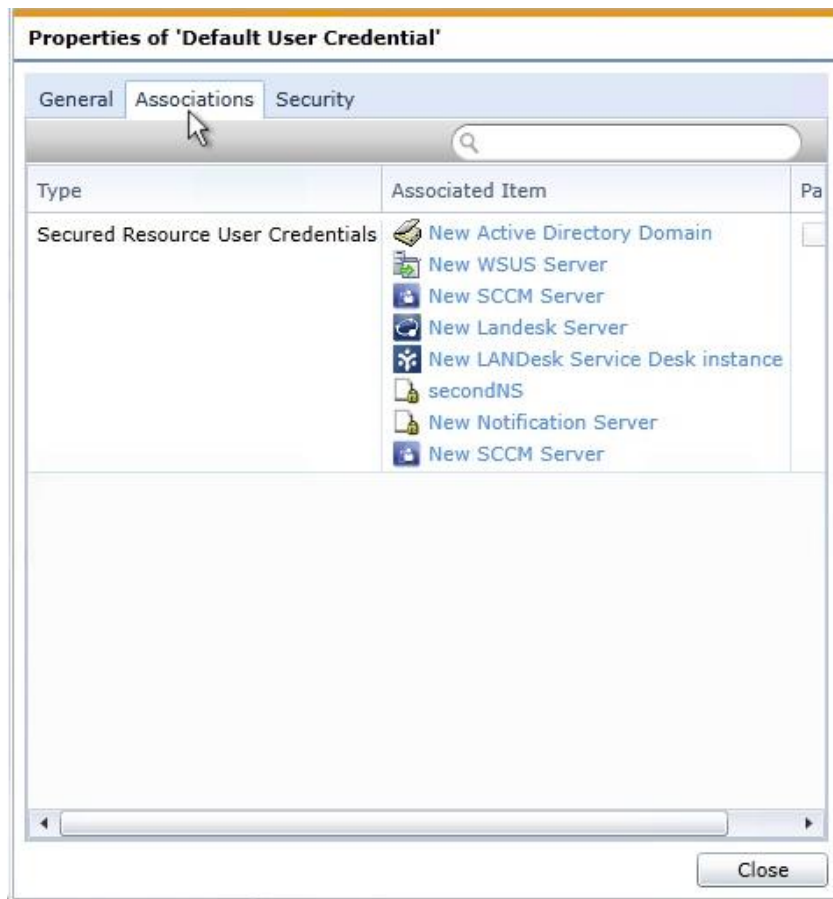 Properties of 'Default User Credential'
General Associations Security
Type Associated Item Pa
Secured Resource User Credentials New Active Directory Domain
New WSUS Server
New SCCM Server
New Landesk Server
New LANDesk Service Desk instance
secondNS
New Notification Server
New SCCM Server
Close